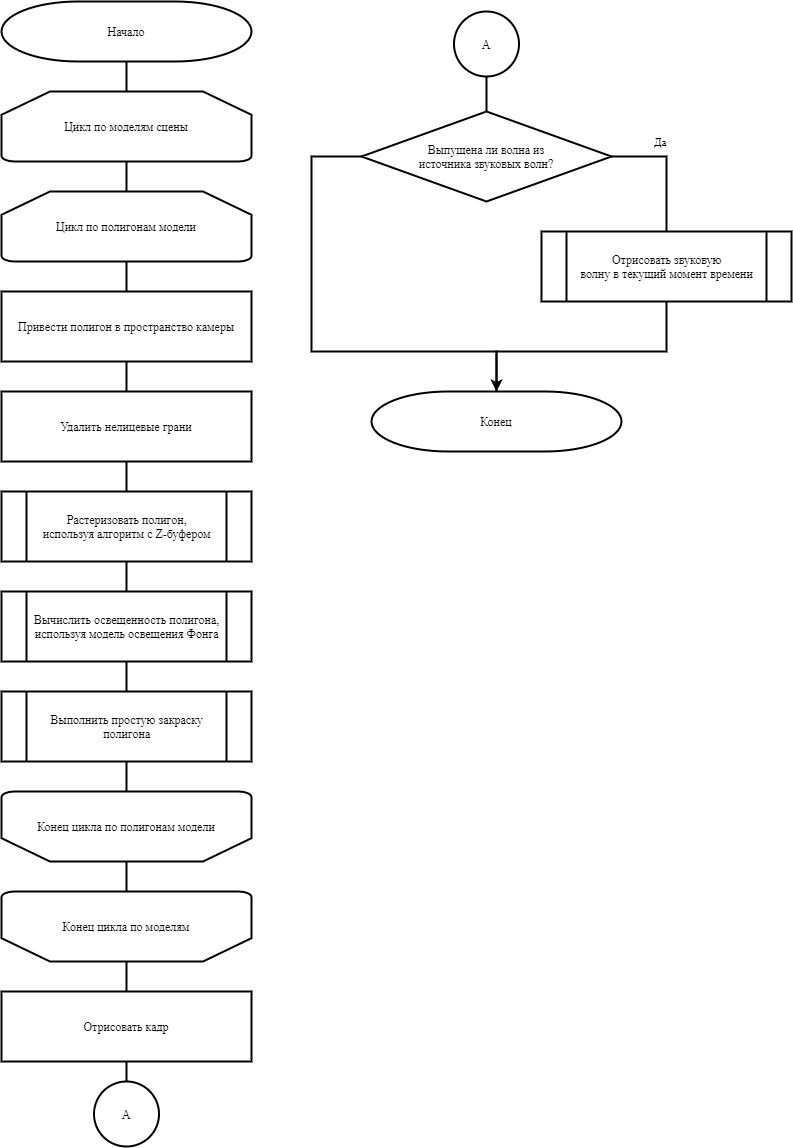 Начало
Цикл по моделям сцены
Цикл по полигонам модели
Привести полигон в пространство камеры
Удалить нелицевые грани
Растеризовать полигон,
используя алгоритм с Z-буфером
Вычислить освещенность полигона,
используя модель освещения Фонга
Выполнить простую закраску
полигона
Конец цикла по полигонам модели
Конец цикла по моделям
Отрисовать кадр
А
А
Выпущена ли волна из
источника звуковых волн?
Да
Отрисовать звуковую
волну в текущий момент времени
Конец